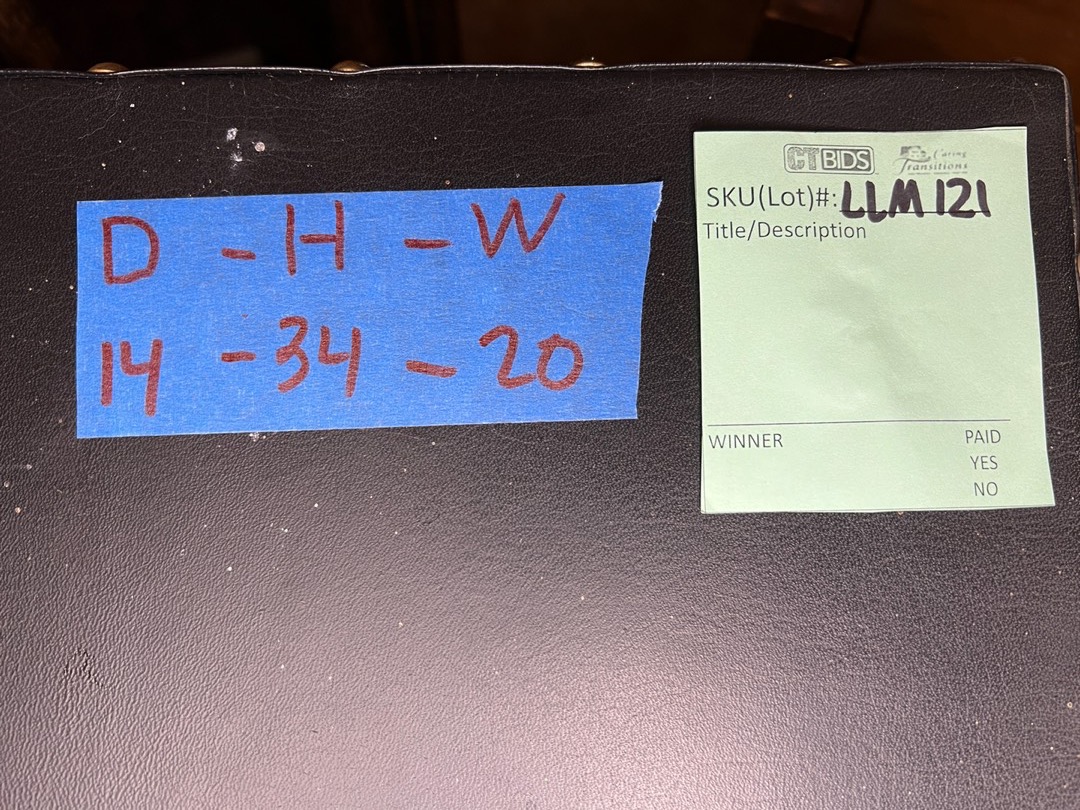 D - H - W
14 - 34 - 20
CTBIDS
Caring
Transitions
SKU(Lot)#: LLM121
Title/Description
WINNER PAID
YES
NO